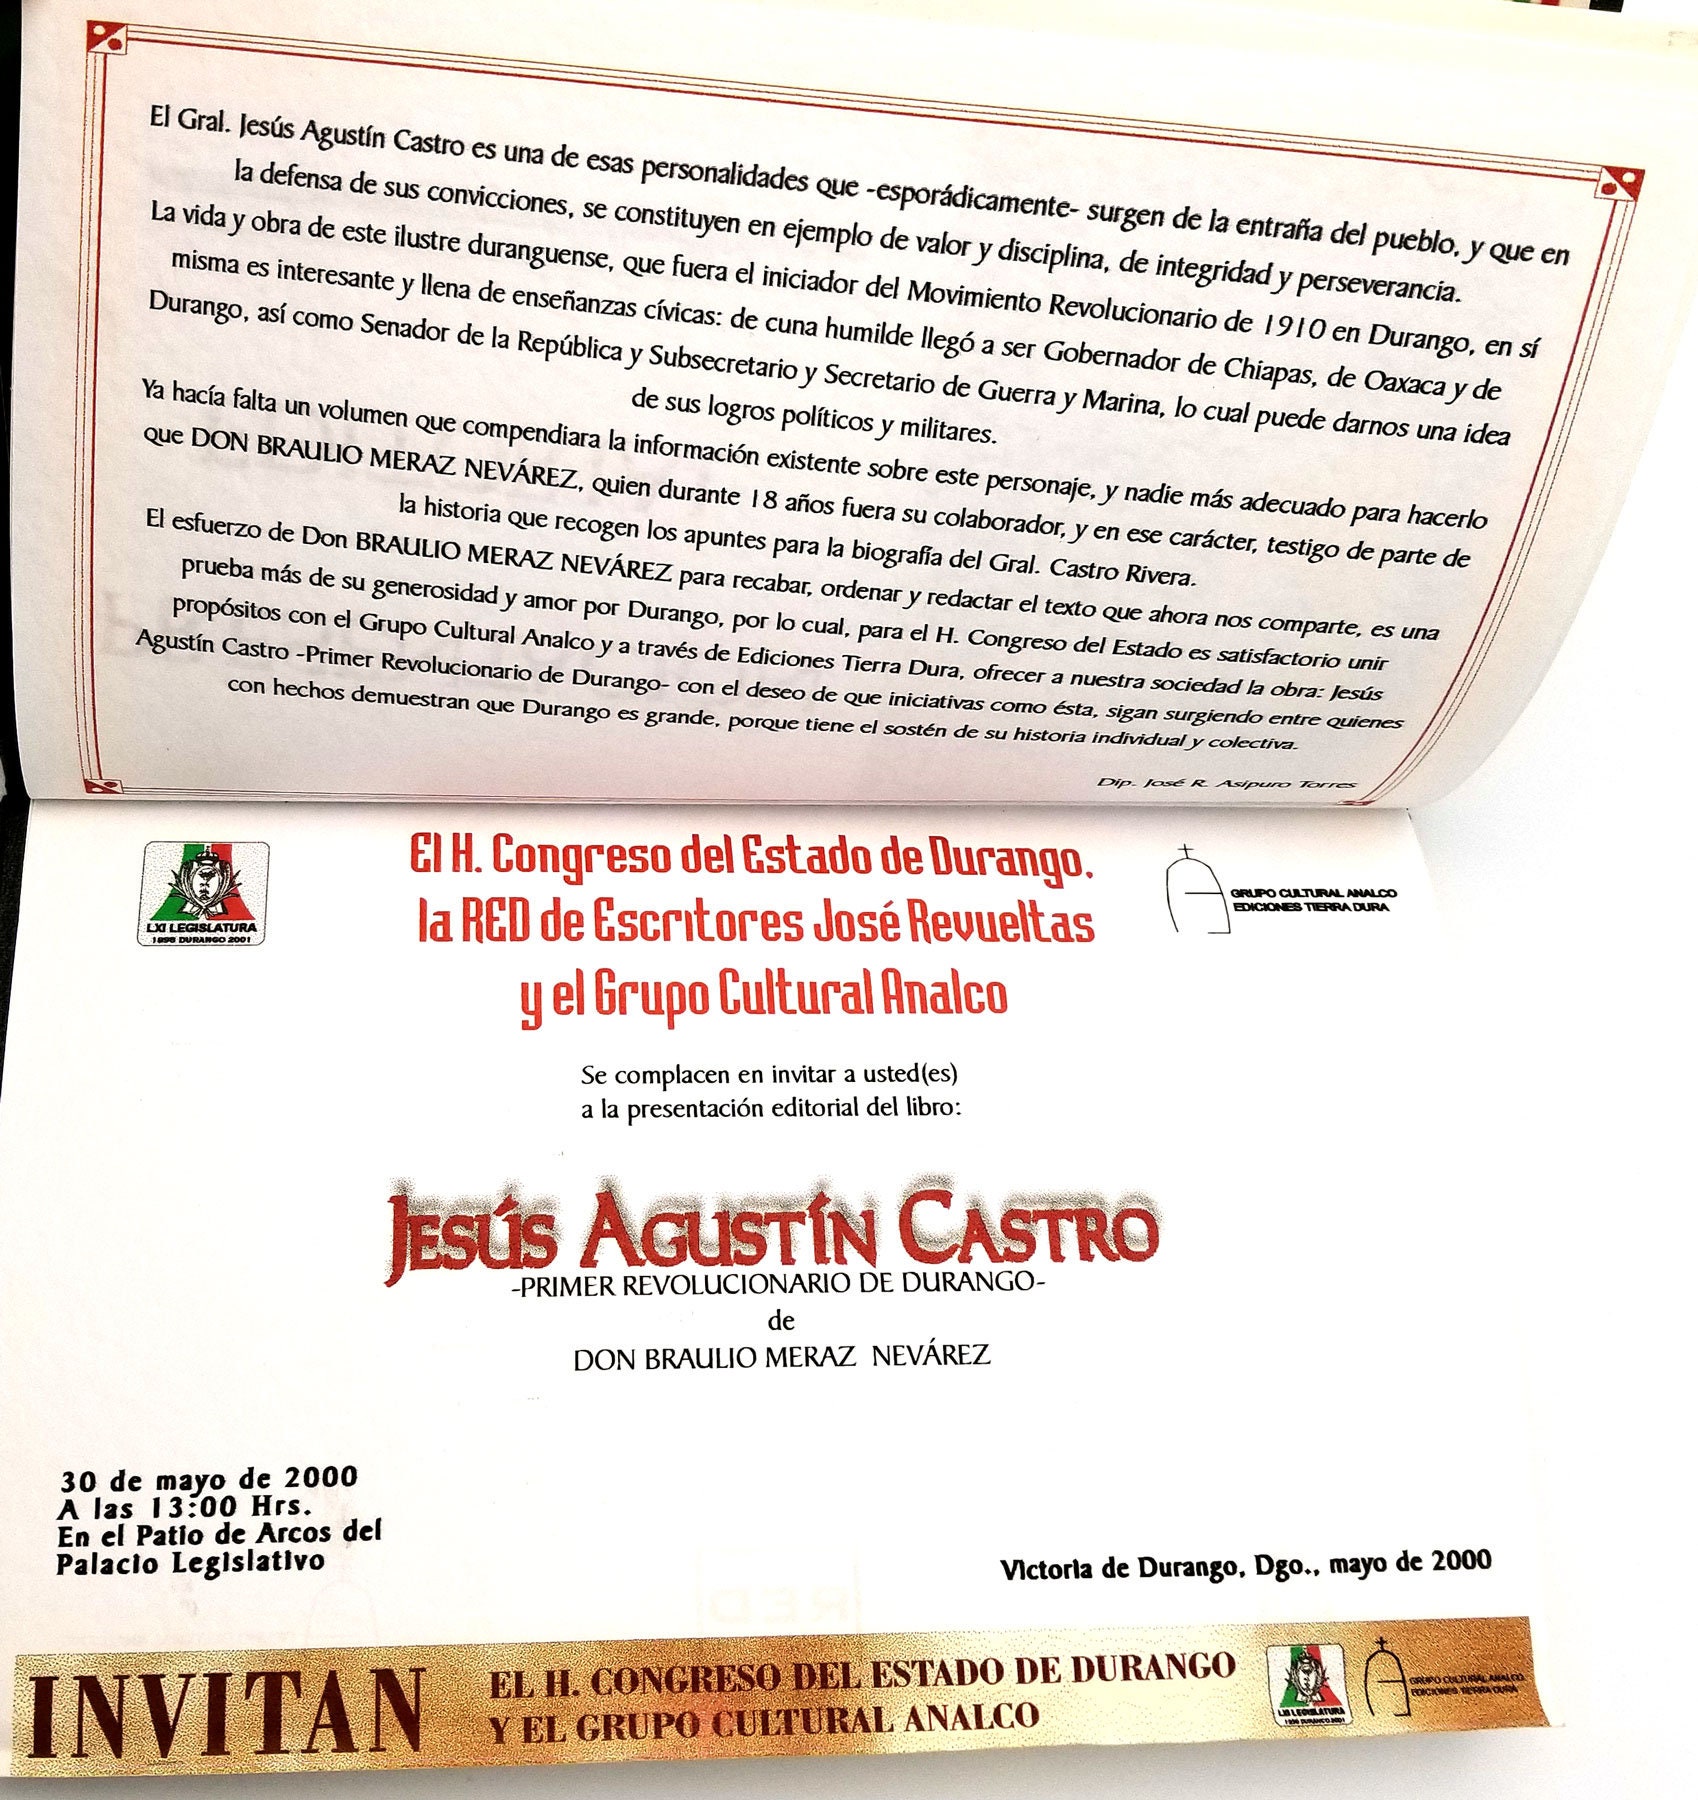 El Gral. Jesús Agustín Castro es una de esas personalidades que -esporádicamente- surgen de la entraña del pueblo, y que en
la defensa de sus convicciones, se constituyen en ejemplo de valor y disciplina, de integridad y perseverancia.
La vida y obra de este ilustre duranguense, que fuera el iniciador del Movimiento Revolucionario de 1910 en Durango, en sí
misma es interesante y llena de enseñanzas cívicas: de cuna humilde llegó a ser Gobernador de Chiapas, de Oaxaca y de
Durango, así como Senador de la República y Subsecretario y Secretario de Guerra y Marina, lo cual puede darnos una idea
de sus logros políticos y militares.
Ya hacía falta un volumen que compendiara la información existente sobre este personaje, y nadie más adecuado para hacerlo
que DON BRAULIO MERAZ NEVÁREZ, quien durante 18 años fuera su colaborador, y en ese carácter, testigo de parte de
la historia que recogen los apuntes para la biografía del Gral. Castro Rivera.
El esfuerzo de Don BRAULIO MERAZ NEVÁREZ para recabar, ordenar y redactar el texto que ahora nos comparte, es una
prueba más de su generosidad y amor por Durango, por lo cual, para el H. Congreso del Estado es satisfactorio unir
propósitos con el Grupo Cultural Analco y a través de Ediciones Tierra Dura, ofrecer a nuestra sociedad la obra: Jesús
Agustín Castro -Primer Revolucionario de Durango- con el deseo de que iniciativas como ésta, sigan surgiendo entre quienes
con hechos demuestran que Durango es grande, porque tiene el sostén de su historia individual y colectiva.
Dip. José R. Asipuro Torres
LXI LEGISLATURA
1998 DURANGO 2001
El H. Congreso del Estado de Durango,
la RED de Escritores José Revueltas
y el Grupo Cultural Analco
GRUPO CULTURAL ANALCO
EDICIONES TIERRA DURA
Se complacen en invitar a usted(es)
a la presentación editorial del libro:
JESÚS AGUSTÍN CASTRO
-PRIMER REVOLUCIONARIO DE DURANGO-
de
DON BRAULIO MERAZ NEVÁREZ
30 de mayo de 2000
A las 13:00 Hrs.
En el Patio de Arcos del
Palacio Legislativo
Victoria de Durango, Dgo., mayo de 2000
INVITAN
EL H. CONGRESO DEL ESTADO DE DURANGO
Y EL GRUPO CULTURAL ANALCO
LXI LEGISLATURA
1998 DURANGO 2001
GRUPO CULTURAL ANALCO
EDICIONES TIERRA DURA